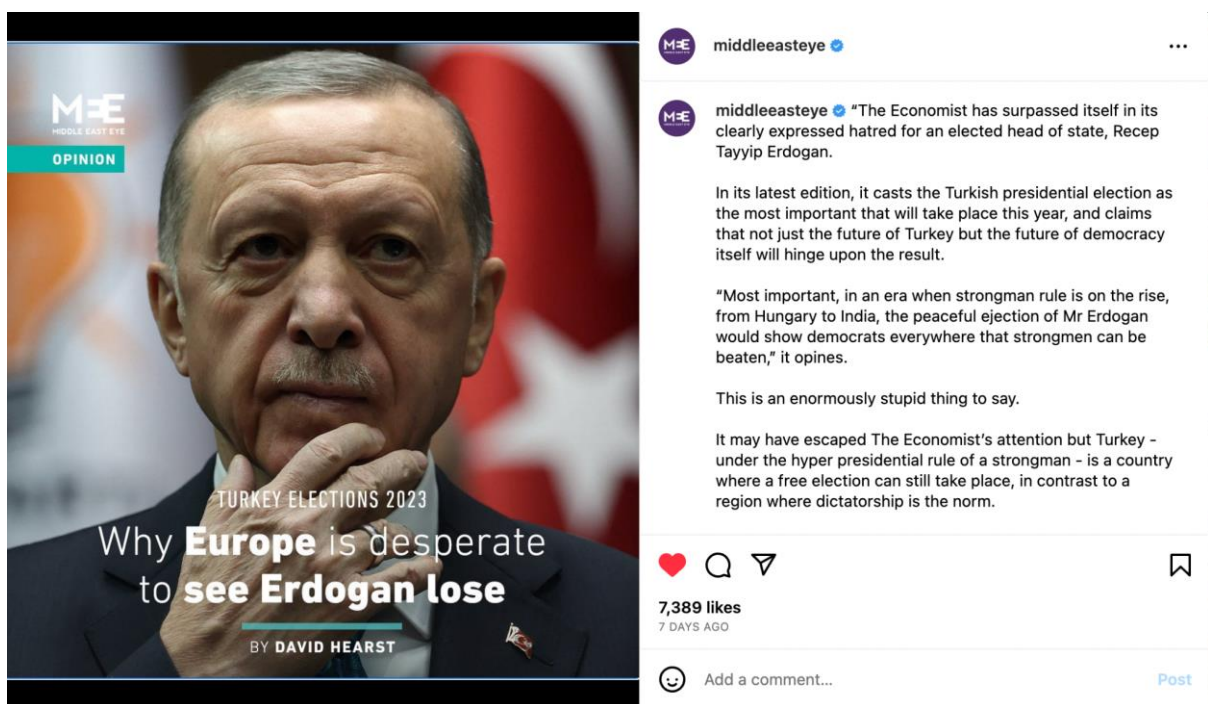 MEE
MIDDLE EAST EYE
OPINION
TURKEY ELECTIONS 2023
Why Europe is desperate
to see Erdogan lose
BY DAVID HEARST
MEE
middleeasteye
MEE
middleeasteye "The Economist has surpassed itself in its
clearly expressed hatred for an elected head of state, Recep
Tayyip Erdogan.
In its latest edition, it casts the Turkish presidential election as
the most important that will take place this year, and claims
that not just the future of Turkey but the future of democracy
itself will hinge upon the result.
"Most important, in an era when strongman rule is on the rise,
from Hungary to India, the peaceful ejection of Mr Erdogan
would show democrats everywhere that strongmen can be
beaten," it opines.
This is an enormously stupid thing to say.
It may have escaped The Economist's attention but Turkey -
under the hyper presidential rule of a strongman - is a country
where a free election can still take place, in contrast to a
region where dictatorship is the norm.
7,389 likes
7 DAYS AGO
Add a comment...
Post